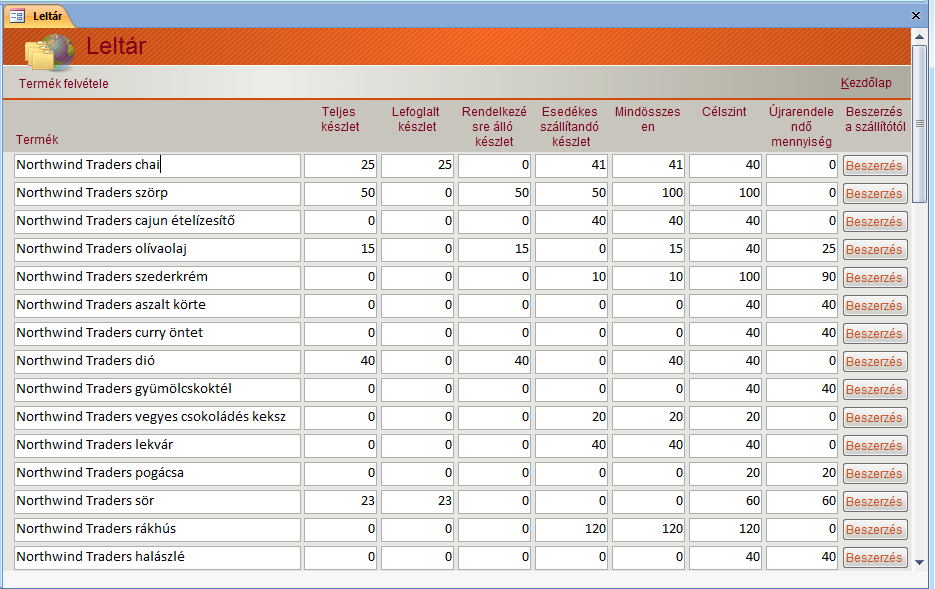 Leltár
Leltár
Termék felvétele Kezdőlap
Termék
Teljes
készlet
Lefoglalt
készlet
Rendelkezé
sre álló
készlet
Esedékes
szállítandó
készlet
Mindösszes
en
Célszint
Újrarendele
ndő
mennyiség
Beszerzés
a szállítótól
Northwind Traders chai 25 25 0 41 41 40 0 Beszerzés
Northwind Traders szörp 50 0 50 50 100 100 0 Beszerzés
Northwind Traders cajun ételízesítő 0 0 0 40 40 40 0 Beszerzés
Northwind Traders olívaolaj 15 0 15 0 15 40 25 Beszerzés
Northwind Traders szederkrém 0 0 0 10 10 100 90 Beszerzés
Northwind Traders aszalt körte 0 0 0 0 0 40 40 Beszerzés
Northwind Traders curry öntet 0 0 0 0 0 40 40 Beszerzés
Northwind Traders dió 40 0 40 0 40 40 0 Beszerzés
Northwind Traders gyümölcskoktél 0 0 0 0 0 40 40 Beszerzés
Northwind Traders vegyes csokoládés keksz 0 0 0 20 20 20 0 Beszerzés
Northwind Traders lekvár 0 0 0 40 40 40 0 Beszerzés
Northwind Traders pogácsa 0 0 0 0 0 20 20 Beszerzés
Northwind Traders sör 23 23 0 0 0 60 60 Beszerzés
Northwind Traders rákhús 0 0 0 120 120 120 0 Beszerzés
Northwind Traders halászlé 0 0 0 0 0 40 40 Beszerzés